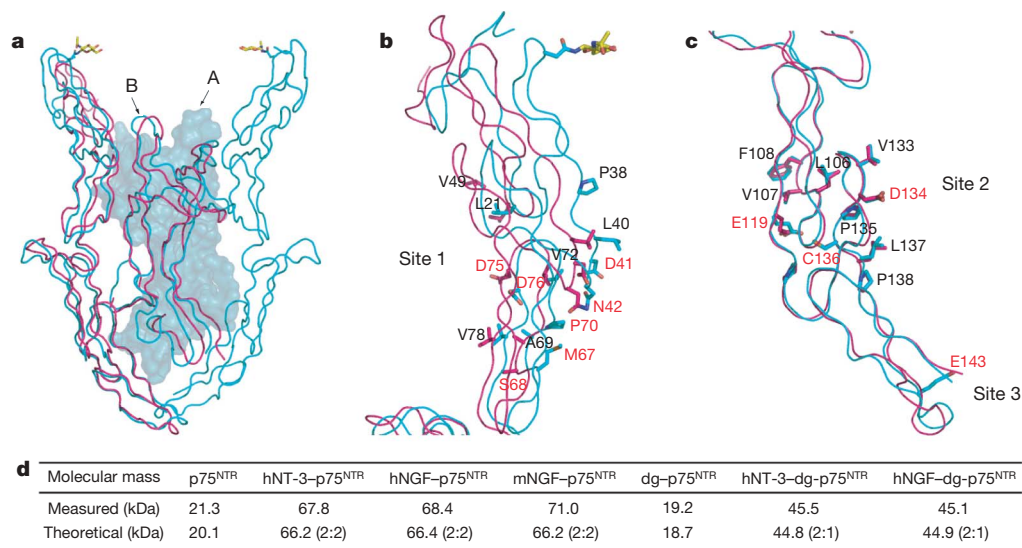 a
B
A
b
V49
L21
P38
L40
Site 1
D75
D76
V72
D41
N42
P70
V78
A69
M67
S68
c
F108
L106
V133
Site 2
V107
D134
E119
P135
C136
L137
P138
E143
Site 3
d
Molecular mass p75NTR hNT-3–p75NTR hNGF–p75NTR mNGF–p75NTR dg–p75NTR hNT-3–dg-p75NTR hNGF–dg-p75NTR
Measured (kDa) 21.3 67.8 68.4 71.0 19.2 45.5 45.1
Theoretical (kDa) 20.1 66.2 (2:2) 66.4 (2:2) 66.2 (2:2) 18.7 44.8 (2:1) 44.9 (2:1)